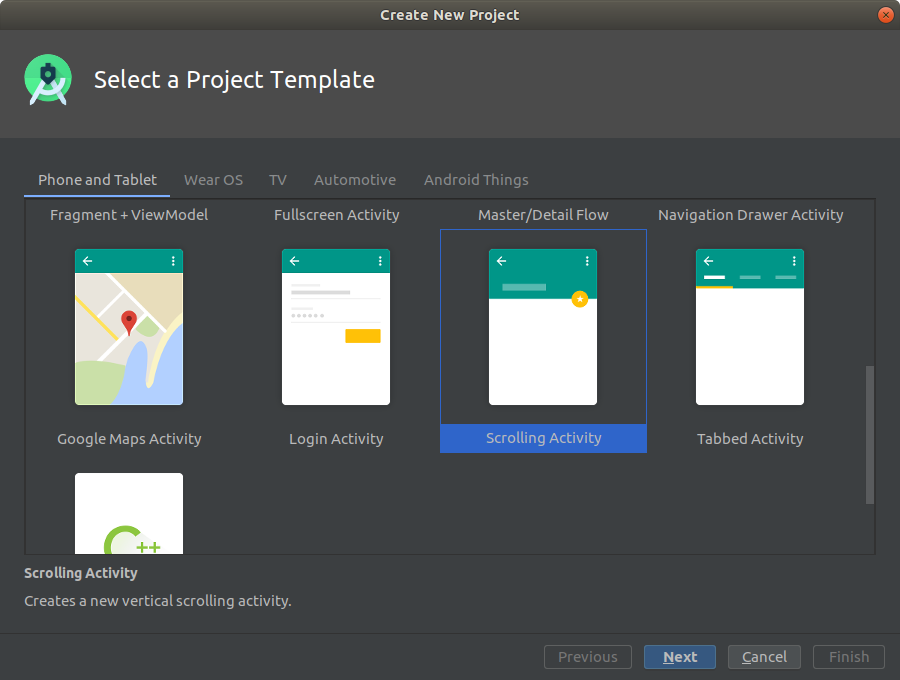 Create New Project
Select a Project Template
Phone and Tablet Wear OS TV Automotive Android Things
Fragment + ViewModel Fullscreen Activity Master/Detail Flow Navigation Drawer Activity
Google Maps Activity Login Activity Scrolling Activity Tabbed Activity
C++
Scrolling Activity
Creates a new vertical scrolling activity.
Previous Next Cancel Finish